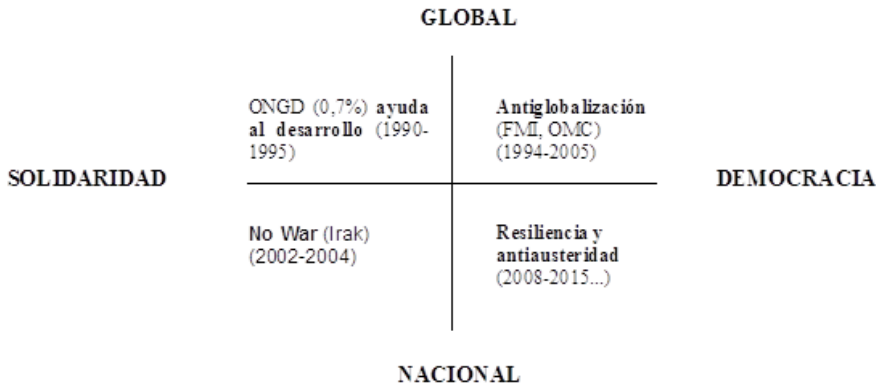 GLOBAL
ONGD (0,7%) ayuda
al desarrollo (1990-
1995)
Antiglobalización
(FMI, OMC)
(1994-2005)
SOLIDARIDAD
DEMOCRACIA
No War (Irak)
(2002-2004)
Resiliencia y
antiausteridad
(2008-2015...)
NACIONAL